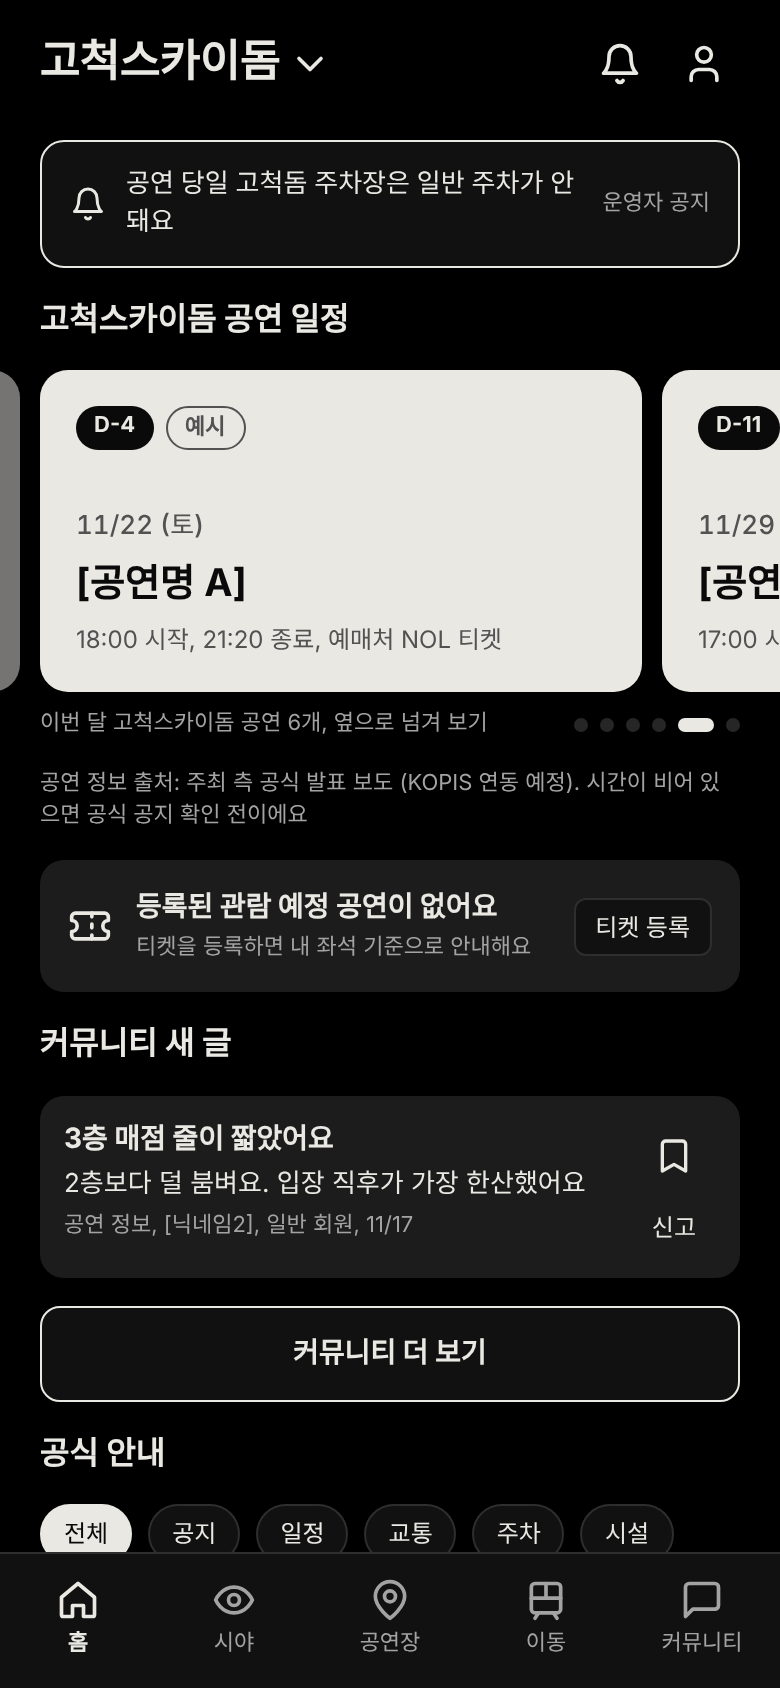 고척스카이돔
공연 당일 고척돔 주차장은 일반 주차가 안
돼요
운영자 공지
고척스카이돔 공연 일정
D-4
예시
11/22 (토)
[공연명 A]
18:00 시작, 21:20 종료, 예매처 NOL 티켓
D-11
11/29
[공연
17:00 시
이번 달 고척스카이돔 공연 6개, 옆으로 넘겨 보기
공연 정보 출처: 주최 측 공식 발표 보도 (KOPIS 연동 예정). 시간이 비어 있
으면 공식 공지 확인 전이에요
등록된 관람 예정 공연이 없어요
티켓을 등록하면 내 좌석 기준으로 안내해요
티켓 등록
커뮤니티 새 글
3층 매점 줄이 짧았어요
2층보다 덜 붐벼요. 입장 직후가 가장 한산했어요
공연 정보, [닉네임2], 일반 회원, 11/17
신고
커뮤니티 더 보기
공식 안내
전체
공지
일정
교통
주차
시설
홈
시야
공연장
이동
커뮤니티